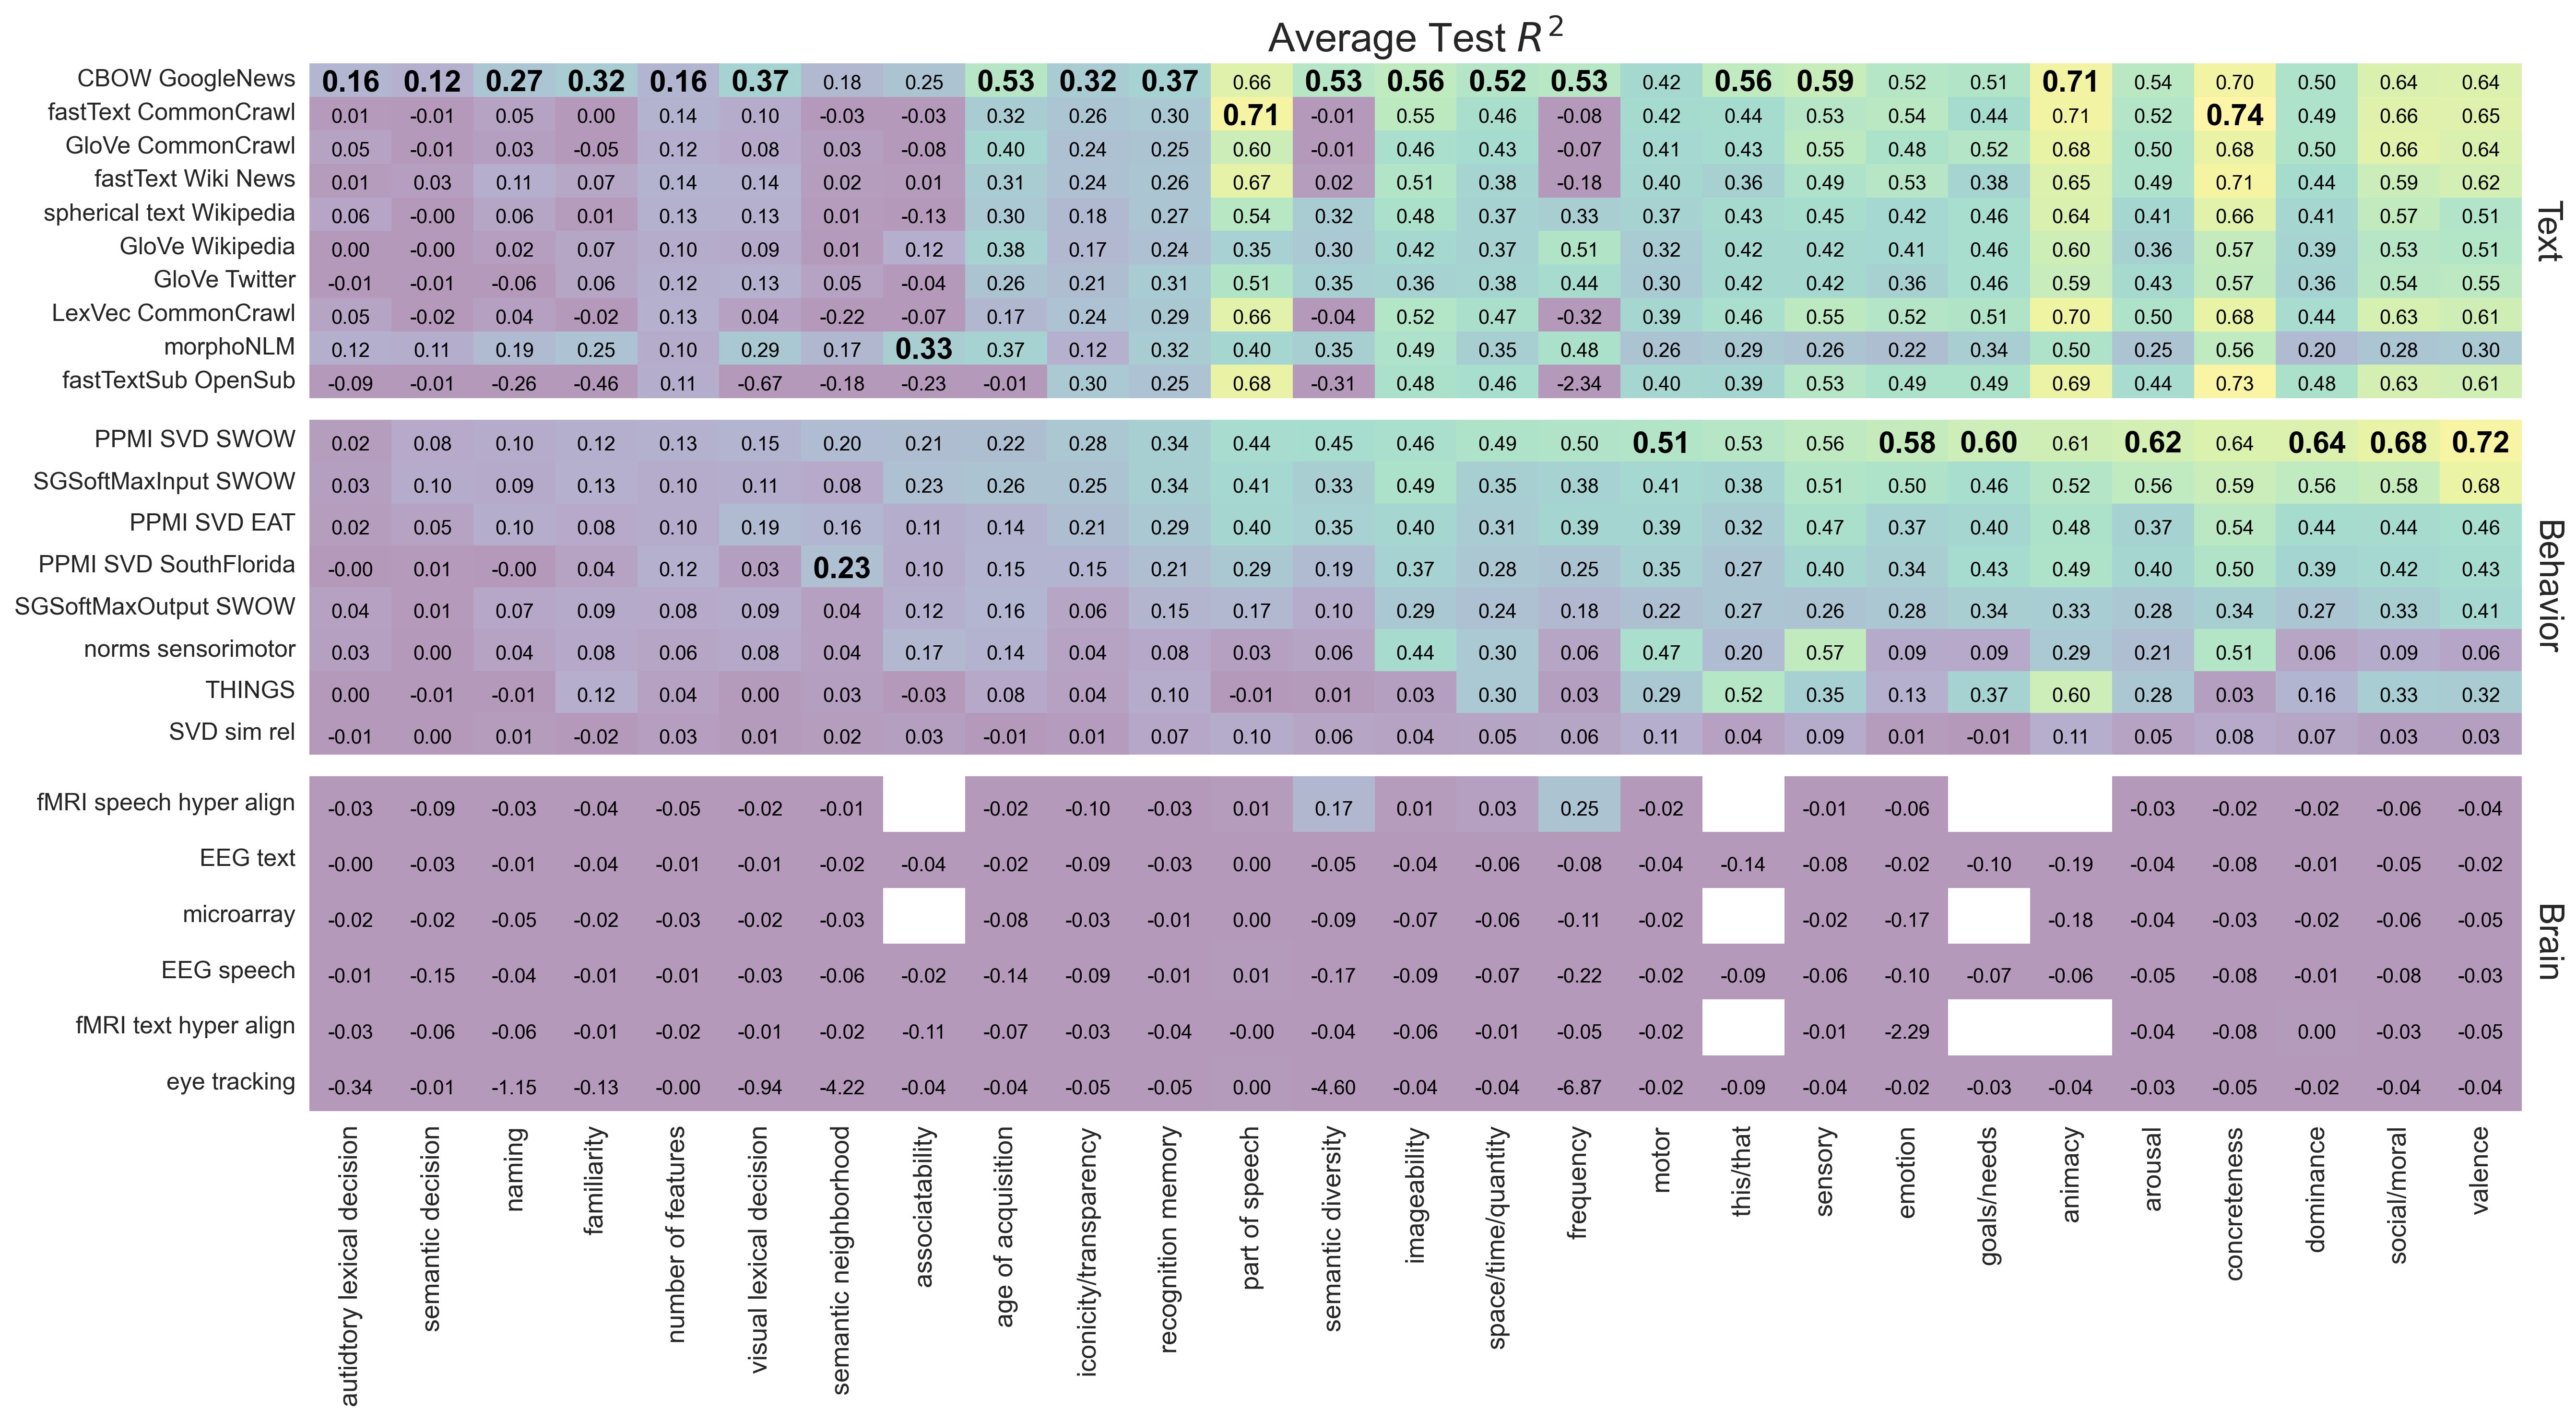 Average Test R²
CBOW GoogleNews 0.16 0.12 0.27 0.32 0.16 0.37 0.18 0.25 0.53 0.32 0.37 0.66 0.53 0.56 0.52 0.53 0.42 0.56 0.59 0.52 0.51 0.71 0.54 0.70 0.50 0.64 0.64
fastText CommonCrawl 0.01 -0.01 0.05 0.00 0.14 0.10 -0.03 -0.03 0.32 0.26 0.30 0.71 -0.01 0.55 0.46 -0.08 0.42 0.44 0.53 0.54 0.44 0.71 0.52 0.74 0.49 0.66 0.65
GloVe CommonCrawl 0.05 -0.01 0.03 -0.05 0.12 0.08 0.03 -0.08 0.40 0.24 0.25 0.60 -0.01 0.46 0.43 -0.07 0.41 0.43 0.55 0.48 0.52 0.68 0.50 0.68 0.50 0.66 0.64
fastText Wiki News 0.01 0.03 0.11 0.07 0.14 0.14 0.02 0.01 0.31 0.24 0.26 0.67 0.02 0.51 0.38 -0.18 0.40 0.36 0.49 0.53 0.38 0.65 0.49 0.71 0.44 0.59 0.62
spherical text Wikipedia 0.06 -0.00 0.06 0.01 0.13 0.13 0.01 -0.13 0.30 0.18 0.27 0.54 0.32 0.48 0.37 0.33 0.37 0.43 0.45 0.42 0.46 0.64 0.41 0.66 0.41 0.57 0.51
GloVe Wikipedia 0.00 -0.00 0.02 0.07 0.10 0.09 0.01 0.12 0.38 0.17 0.24 0.35 0.30 0.42 0.37 0.51 0.32 0.42 0.42 0.41 0.46 0.60 0.36 0.57 0.39 0.53 0.51
GloVe Twitter -0.01 -0.01 -0.06 0.06 0.12 0.13 0.05 -0.04 0.26 0.21 0.31 0.51 0.35 0.36 0.38 0.44 0.30 0.42 0.42 0.36 0.46 0.59 0.43 0.57 0.36 0.54 0.55
LexVec CommonCrawl 0.05 -0.02 0.04 -0.02 0.13 0.04 -0.22 -0.07 0.17 0.24 0.29 0.66 -0.04 0.52 0.47 -0.32 0.39 0.46 0.55 0.52 0.51 0.70 0.50 0.68 0.44 0.63 0.61
morphoNLM 0.12 0.11 0.19 0.25 0.10 0.29 0.17 0.33 0.37 0.12 0.32 0.40 0.35 0.49 0.35 0.48 0.26 0.29 0.26 0.22 0.34 0.50 0.25 0.56 0.20 0.28 0.30
fastTextSub OpenSub -0.09 -0.01 -0.26 -0.46 0.11 -0.67 -0.18 -0.23 -0.01 0.30 0.25 0.68 -0.31 0.48 0.46 -2.34 0.40 0.39 0.53 0.49 0.49 0.69 0.44 0.73 0.48 0.63 0.61
Text
PPMI SVD SWOW 0.02 0.08 0.10 0.12 0.13 0.15 0.20 0.21 0.22 0.28 0.34 0.44 0.45 0.46 0.49 0.50 0.51 0.53 0.56 0.58 0.60 0.61 0.62 0.64 0.64 0.68 0.72
SGSoftMaxInput SWOW 0.03 0.10 0.09 0.13 0.10 0.11 0.08 0.23 0.26 0.25 0.34 0.41 0.33 0.49 0.35 0.38 0.41 0.38 0.51 0.50 0.46 0.52 0.56 0.59 0.56 0.58 0.68
PPMI SVD EAT 0.02 0.05 0.10 0.08 0.10 0.19 0.16 0.11 0.14 0.21 0.29 0.40 0.35 0.40 0.31 0.39 0.39 0.32 0.47 0.37 0.40 0.48 0.37 0.54 0.44 0.44 0.46
PPMI SVD SouthFlorida -0.00 0.01 -0.00 0.04 0.12 0.03 0.23 0.10 0.15 0.15 0.21 0.29 0.19 0.37 0.28 0.25 0.35 0.27 0.40 0.34 0.43 0.49 0.40 0.50 0.39 0.42 0.43
SGSoftMaxOutput SWOW 0.04 0.01 0.07 0.09 0.08 0.09 0.04 0.12 0.16 0.06 0.15 0.17 0.10 0.29 0.24 0.18 0.22 0.27 0.26 0.28 0.34 0.33 0.28 0.34 0.27 0.33 0.41
norms sensorimotor 0.03 0.00 0.04 0.08 0.06 0.08 0.04 0.17 0.14 0.04 0.08 0.03 0.06 0.44 0.30 0.06 0.47 0.20 0.57 0.09 0.09 0.29 0.21 0.51 0.06 0.09 0.06
THINGS 0.00 -0.01 -0.01 0.12 0.04 0.00 0.03 -0.03 0.08 0.04 0.10 -0.01 0.01 0.03 0.30 0.03 0.29 0.52 0.35 0.13 0.37 0.60 0.28 0.03 0.16 0.33 0.32
SVD sim rel -0.01 0.00 0.01 -0.02 0.03 0.01 0.02 0.03 -0.01 0.01 0.07 0.10 0.06 0.04 0.05 0.06 0.11 0.04 0.09 0.01 -0.01 0.11 0.05 0.08 0.07 0.03 0.03
Behavior
fMRI speech hyper align -0.03 -0.09 -0.03 -0.04 -0.05 -0.02 -0.01 -0.02 -0.10 -0.03 0.01 0.17 0.01 0.03 0.25 -0.02 -0.01 -0.06 -0.03 -0.02 -0.02 -0.06 -0.04
EEG text -0.00 -0.03 -0.01 -0.04 -0.01 -0.01 -0.02 -0.04 -0.02 -0.09 -0.03 0.00 -0.05 -0.04 -0.06 -0.08 -0.04 -0.14 -0.08 -0.02 -0.10 -0.19 -0.04 -0.08 -0.01 -0.05 -0.02
microarray -0.02 -0.02 -0.05 -0.02 -0.03 -0.02 -0.03 -0.08 -0.03 -0.01 0.00 -0.09 -0.07 -0.06 -0.11 -0.02 -0.02 -0.17 -0.18 -0.04 -0.03 -0.02 -0.06 -0.05
EEG speech -0.01 -0.15 -0.04 -0.01 -0.01 -0.03 -0.06 -0.02 -0.14 -0.09 -0.01 0.01 -0.17 -0.09 -0.07 -0.22 -0.02 -0.09 -0.06 -0.10 -0.07 -0.06 -0.05 -0.08 -0.01 -0.08 -0.03
fMRI text hyper align -0.03 -0.06 -0.06 -0.01 -0.02 -0.01 -0.02 -0.11 -0.07 -0.03 -0.04 -0.00 -0.04 -0.06 -0.01 -0.05 -0.02 -0.01 -2.29 -0.04 -0.08 0.00 -0.03 -0.05
eye tracking -0.34 -0.01 -1.15 -0.13 -0.00 -0.94 -4.22 -0.04 -0.04 -0.05 -0.05 0.00 -4.60 -0.04 -0.04 -6.87 -0.02 -0.09 -0.04 -0.02 -0.03 -0.04 -0.03 -0.05 -0.02 -0.04 -0.04
Brain
autidtory lexical decision
semantic decision
naming
familiarity
number of features
visual lexical decision
semantic neighborhood
associatability
age of acquisition
iconicity/transparency
recognition memory
part of speech
semantic diversity
imageability
space/time/quantity
frequency
motor
this/that
sensory
emotion
goals/needs
animacy
arousal
concreteness
dominance
social/moral
valence